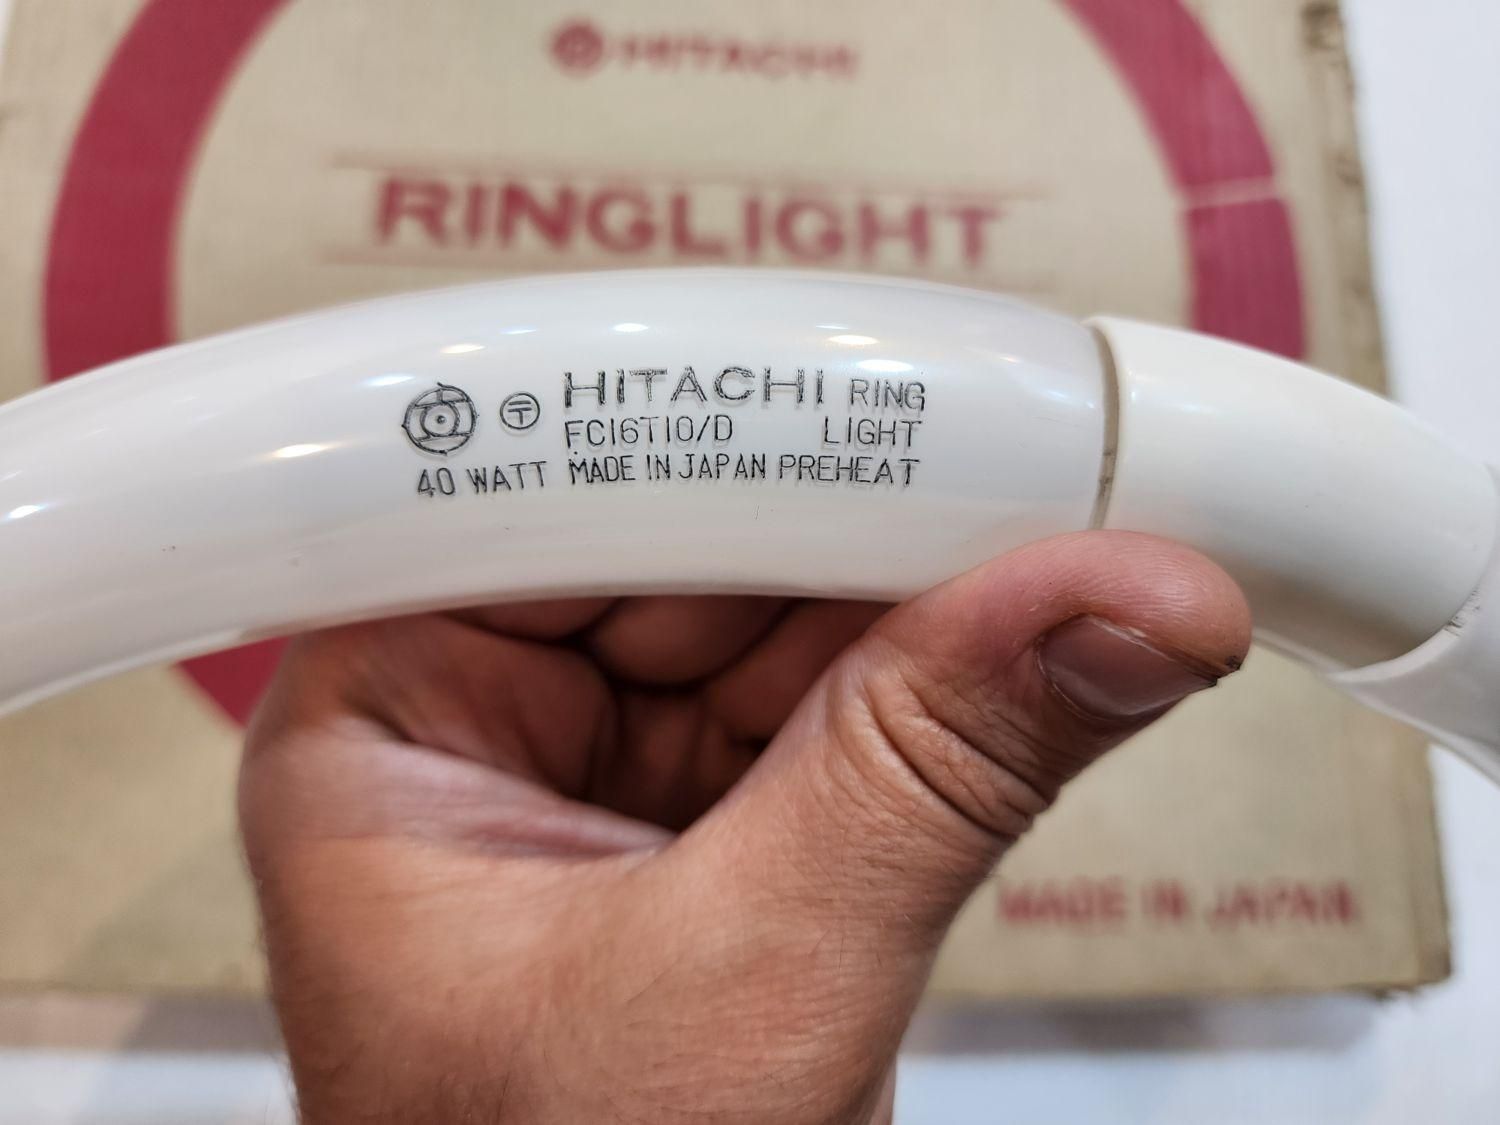 HITACHI
RINGLIGHT
HITACHI RING
FC16T10/D LIGHT
40 WATT MADE IN JAPAN PREHEAT
MADE IN JAPAN